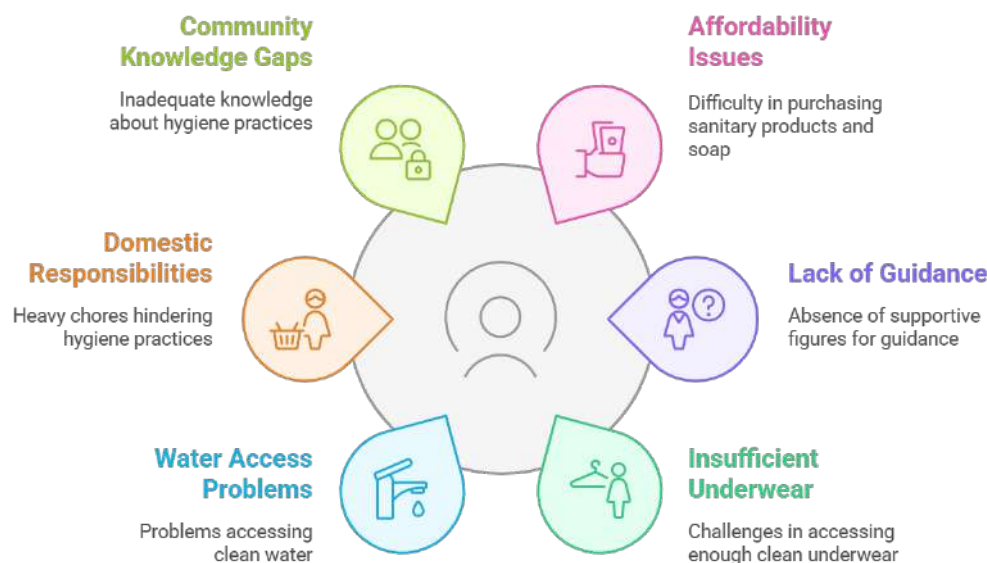 Community
Knowledge Gaps
Inadequate knowledge
about hygiene practices
Affordability
Issues
Difficulty in purchasing
sanitary products and
soap
Domestic
Responsibilities
Heavy chores hindering
hygiene practices
Lack of Guidance
Absence of supportive
figures for guidance
Water Access
Problems
Problems accessing
clean water
Insufficient
Underwear
Challenges in accessing
enough clean underwear